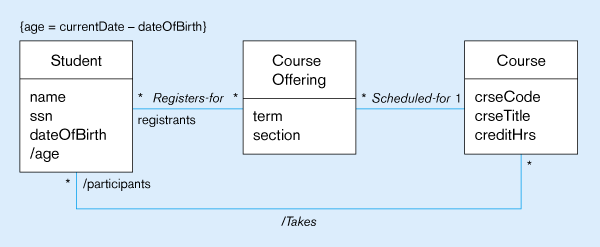 {age = currentDate – dateOfBirth}
Student
name
ssn
dateOfBirth
/age
* Registers-for *
registrants
Course
Offering
term
section
* Scheduled-for 1
Course
crseCode
crseTitle
creditHrs
* /participants
*
/Takes